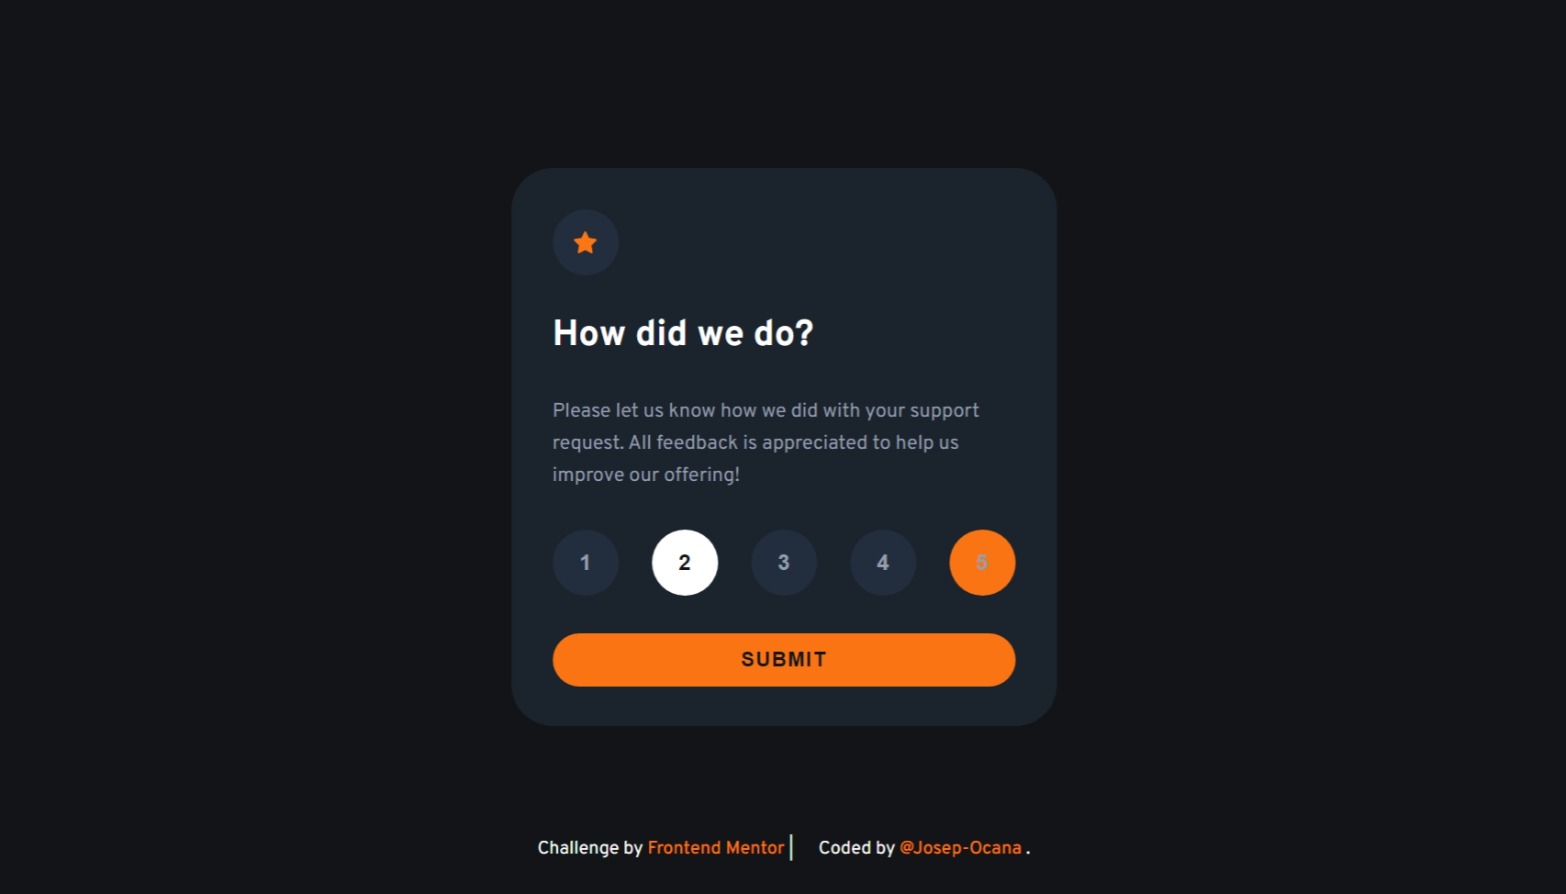 How did we do?
Please let us know how we did with your support
request. All feedback is appreciated to help us
improve our offering!
1 2 3 4 5
SUBMIT
Challenge by Frontend Mentor | Coded by @Josep-Ocana .